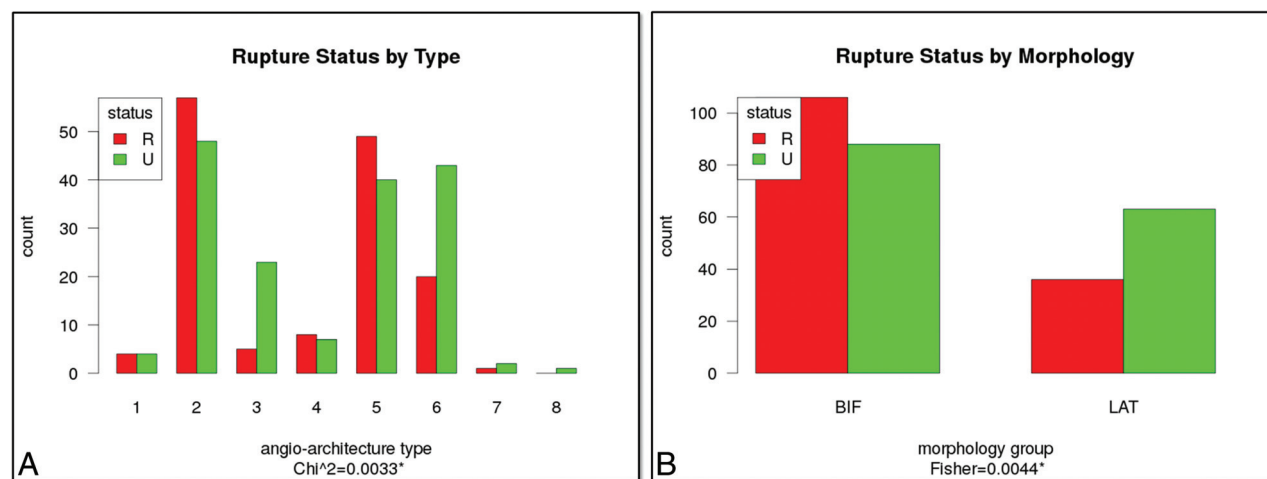 Rupture Status by Type
status
R
U
count
50
40
30
20
10
0
1 2 3 4 5 6 7 8
angio-architecture type
Chi^2=0.0033*
A
Rupture Status by Morphology
status
R
U
count
100
80
60
40
20
0
BIF LAT
morphology group
Fisher=0.0044*
B